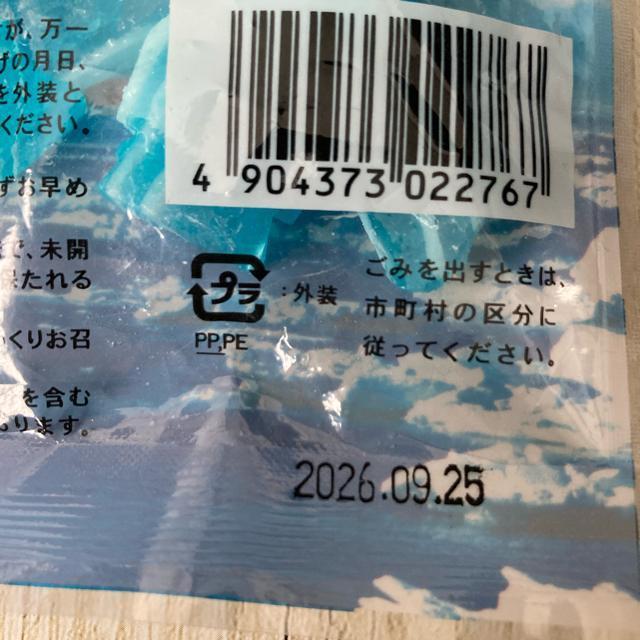 が、万一
の月日、
を外装と
ください。
ずお早め
で、未開
たれる
くりお召
を含む
ります。
4 904373 022767
プラ
:外装
PP,PE
ごみを出すときは、
市町村の区分に
従ってください。
2026.09.25